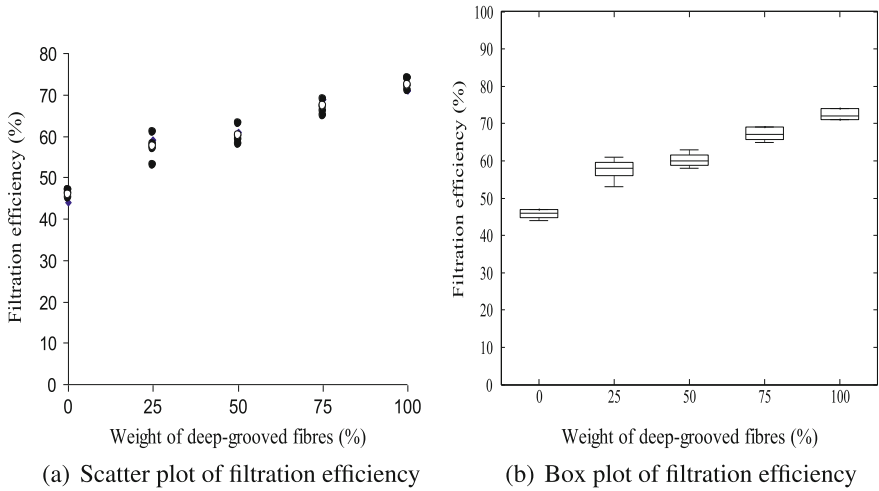 80
70
60
50
40
30
20
10
0
Filtration efficiency (%)
0 25 50 75 100
Weight of deep-grooved fibres (%)
(a) Scatter plot of filtration efficiency
100
90
80
70
60
50
40
30
20
10
0
Filtration efficiency (%)
0 25 50 75 100
Weight of deep-grooved fibres (%)
(b) Box plot of filtration efficiency